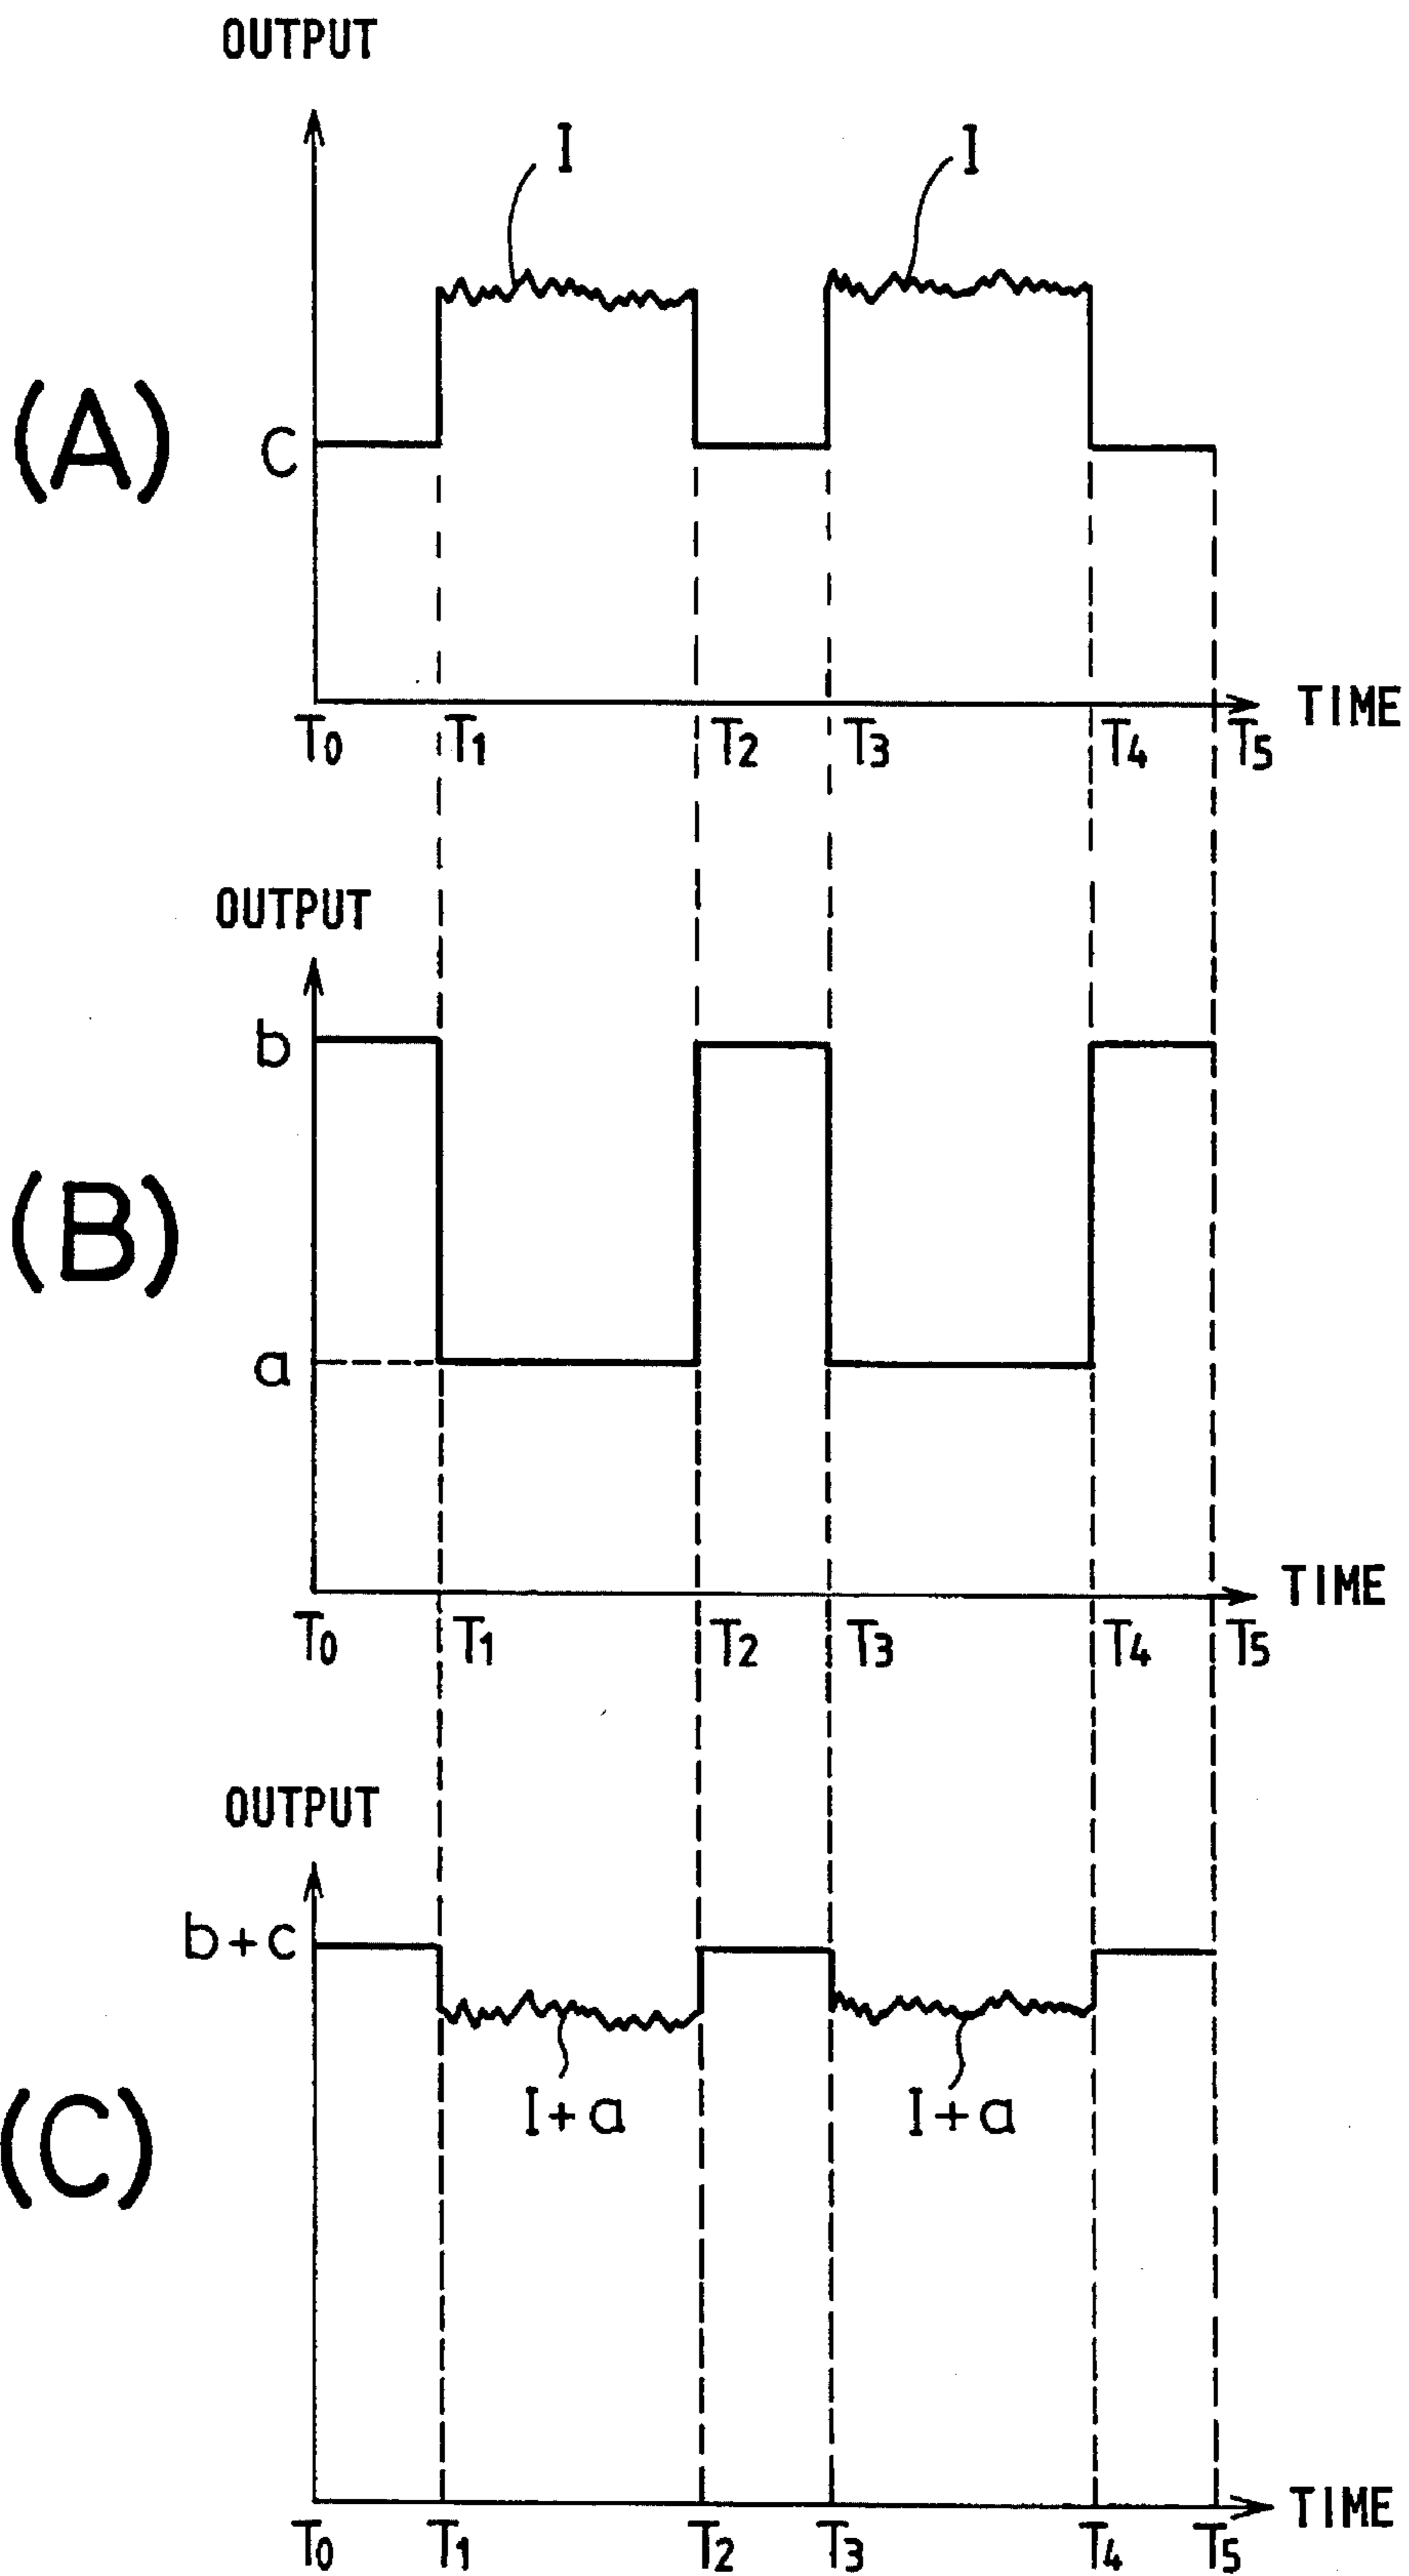 OUTPUT
I I
(A)
C
TIME
T0 T1 T2 T3 T4 T5
OUTPUT
b
(B)
a
TIME
T0 T1 T2 T3 T4 T5
OUTPUT
b+c
I+a I+a
(C)
TIME
T0 T1 T2 T3 T4 T5